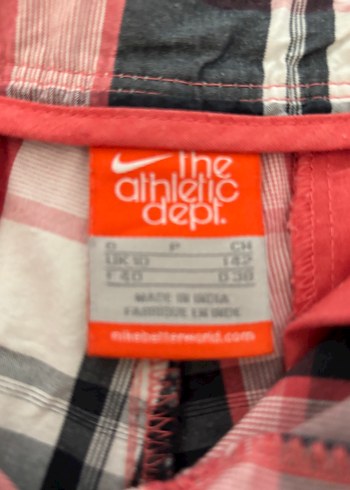 the
athletic
dept.
P CH
UK 10 142
F 40 D 38
MADE IN INDIA
FABRIQUE EN INDE
nikebetterworld.com